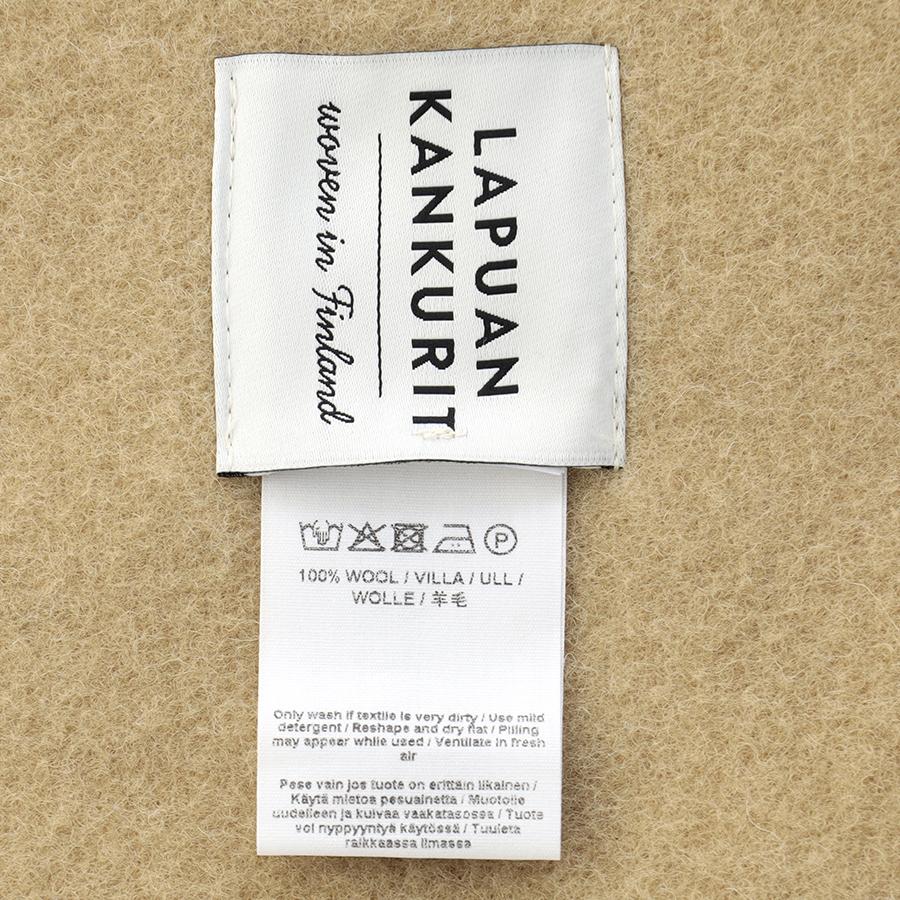 LAPUAN
KANKURIT
woven in Finland
P
100% WOOL / VILLA / ULL /
WOLLE / 羊毛
Only wash if textile is very dirty / Use mild
detergent / Reshape and dry flat / Pilling
may appear while used / Ventilate in fresh
air
Pese vain jos tuote on erittäin likainen /
Käytä mietoa pesuainetta / Muotoile
uudelleen ja kuivaa vaakatasossa / Tuote
voi nyppyyntyä käytössä / Tuuleta
raikkaassa ilmassa